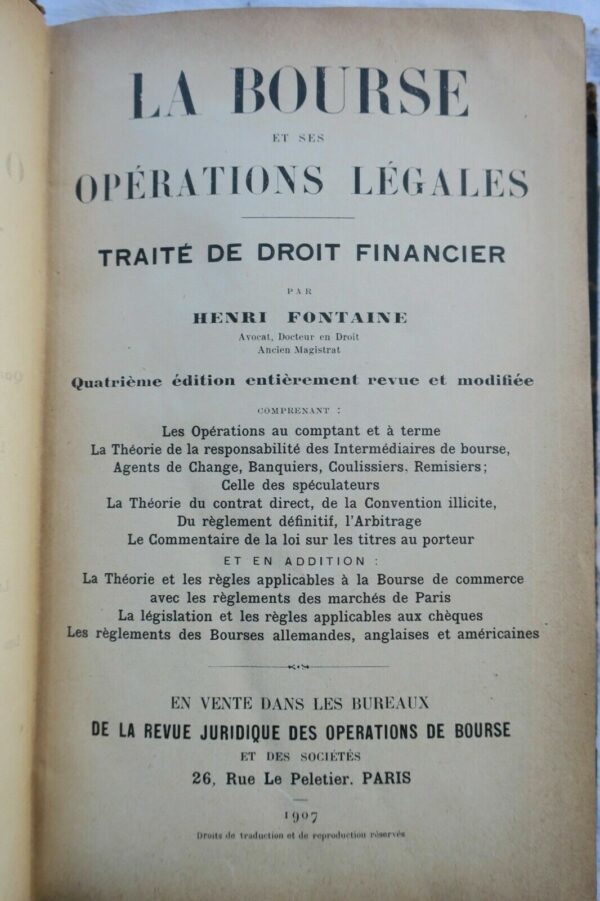 LA BOURSE
ET SES
OPÉRATIONS LÉGALES
TRAITÉ DE DROIT FINANCIER
PAR
HENRI FONTAINE
Avocat, Docteur en Droit
Ancien Magistrat
Quatrième édition entièrement revue et modifiée
COMPRENANT :
Les Opérations au comptant et à terme
La Théorie de la responsabilité des Intermédiaires de bourse,
Agents de Change, Banquiers, Coulissiers, Remisiers;
Celle des spéculateurs
La Théorie du contrat direct, de la Convention illicite,
Du règlement définitif, l'Arbitrage
Le Commentaire de la loi sur les titres au porteur
ET EN ADDITION :
La Théorie et les règles applicables à la Bourse de commerce
avec les règlements des marchés de Paris
La législation et les règles applicables aux chèques
Les règlements des Bourses allemandes, anglaises et américaines
EN VENTE DANS LES BUREAUX
DE LA REVUE JURIDIQUE DES OPERATIONS DE BOURSE
ET DES SOCIÉTÉS
26, Rue Le Peletier. PARIS
1907
Droits de traduction et de reproduction réservés